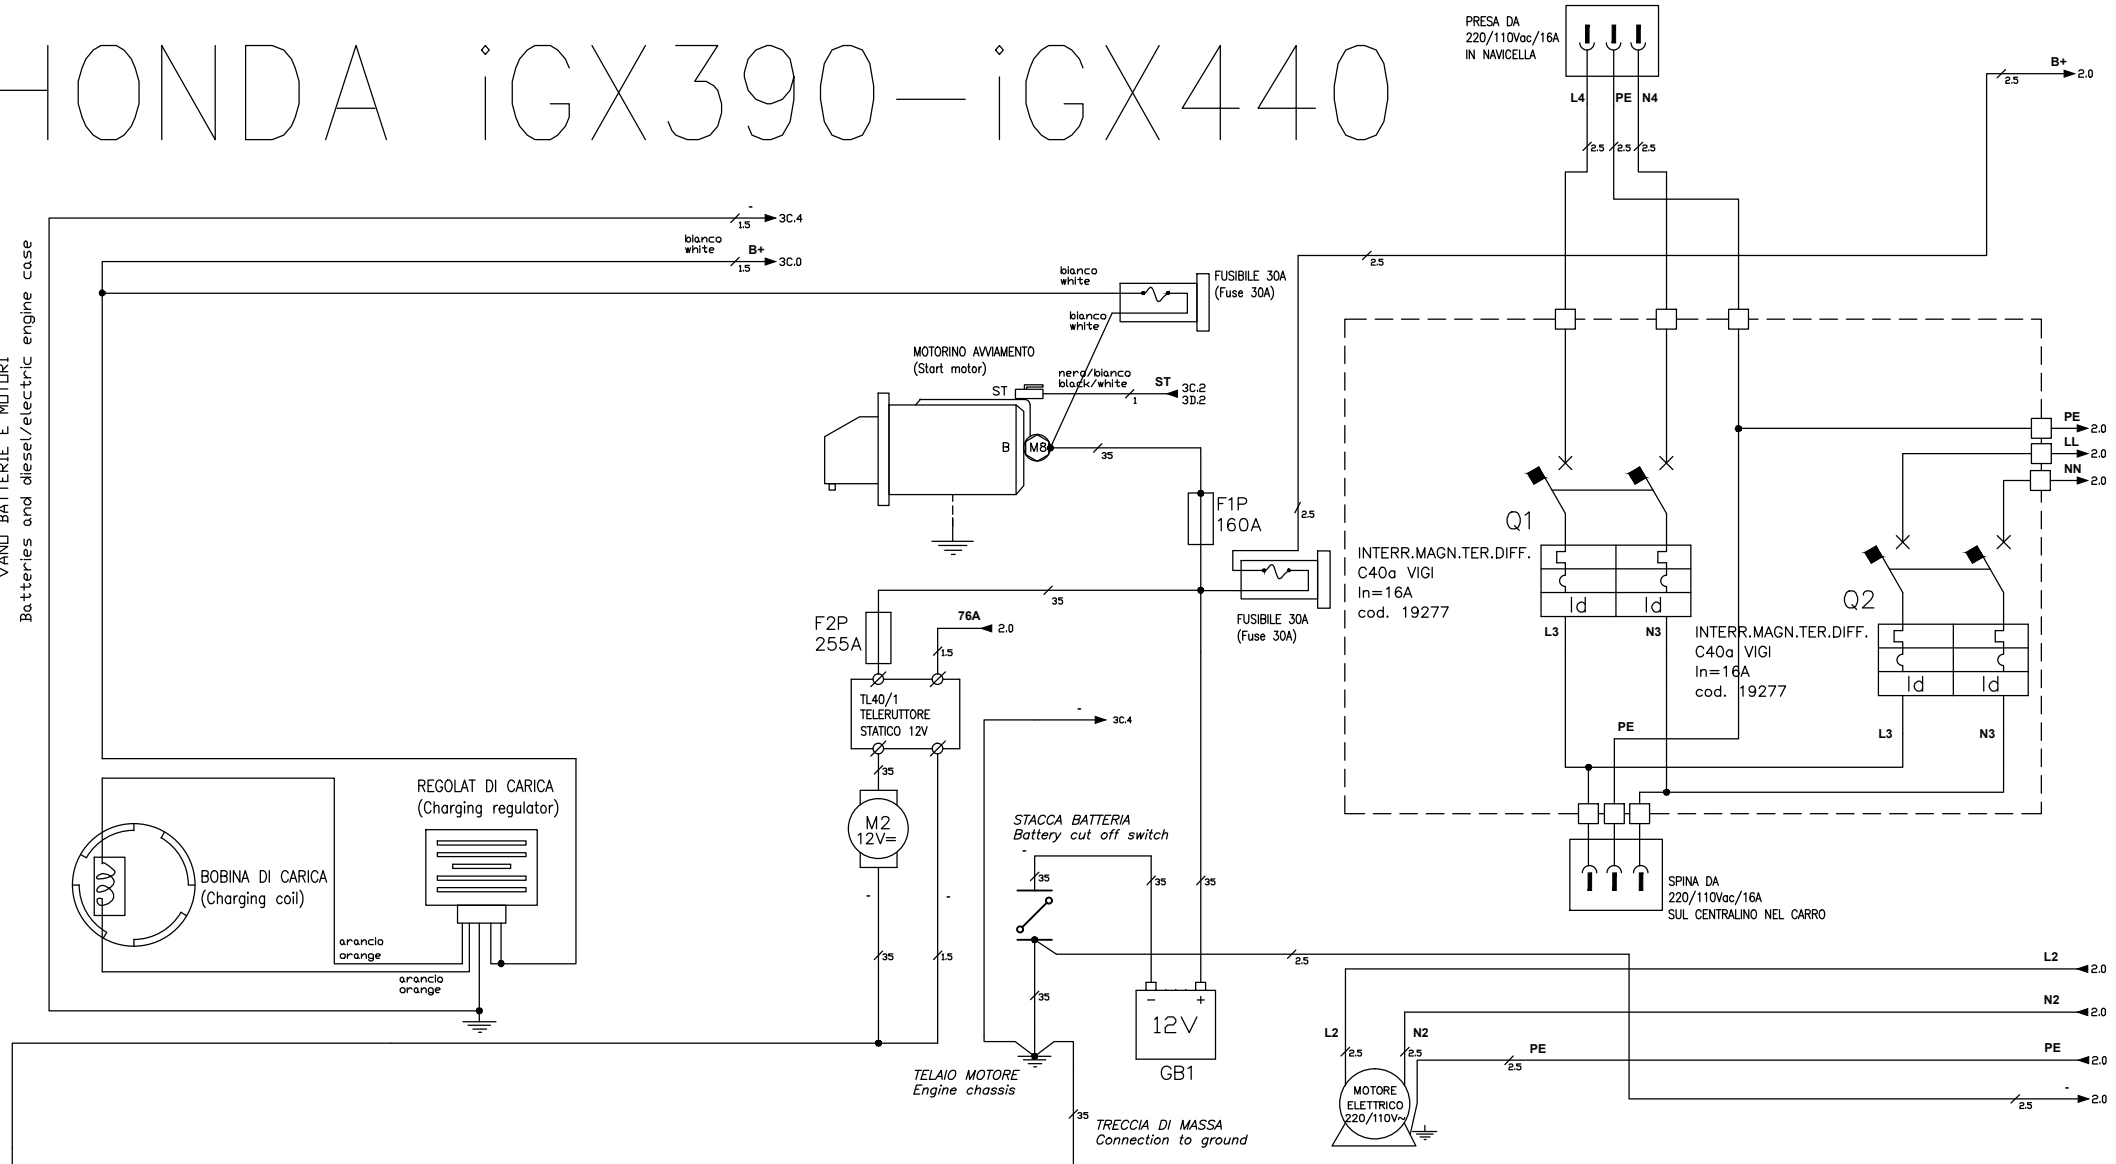 HONDA iGX390-iGX440
PRESA DA
220/110Vac/16A
IN NAVICELLA
L4 PE N4
2.5 2.5 2.5
B+
2.5
2.0
VANO BATTERIE E MOTORI
Batteries and diesel/electric engine case
-
1.5
3C.4
bianco
white
B+
1.5
3C.0
bianco
white
FUSIBILE 30A
(Fuse 30A)
bianco
white
2.5
MOTORINO AVVIAMENTO
(Start motor)
ST
nero/bianco
black/white
1
ST
3C.2
3D.2
B
M8
35
F1P
160A
2.5
FUSIBILE 30A
(Fuse 30A)
35
F2P
255A
76A
2.0
1.5
TL40/1
TELERUTTORE
STATICO 12V
35
M2
12V=
-
-
35
1.5
PE
2.0
LL
2.0
NN
2.0
Q1
INTERR.MAGN.TER.DIFF.
C40a VIGI
In=16A
cod. 19277
Id Id
L3 N3
Q2
INTERR.MAGN.TER.DIFF.
C40a VIGI
In=16A
cod. 19277
Id Id
L3 N3
PE
SPINA DA
220/110Vac/16A
SUL CENTRALINO NEL CARRO
-
3C.4
STACCA BATTERIA
Battery cut off switch
-
35
35
35
2.5
35
- +
12V
GB1
TELAIO MOTORE
Engine chassis
35
TRECCIA DI MASSA
Connection to ground
REGOLAT DI CARICA
(Charging regulator)
BOBINA DI CARICA
(Charging coil)
arancio
orange
arancio
orange
L2
2.0
N2
2.0
PE
2.0
-
2.5
2.0
L2
2.5
N2
2.5
PE
2.5
MOTORE
ELETTRICO
220/110V~